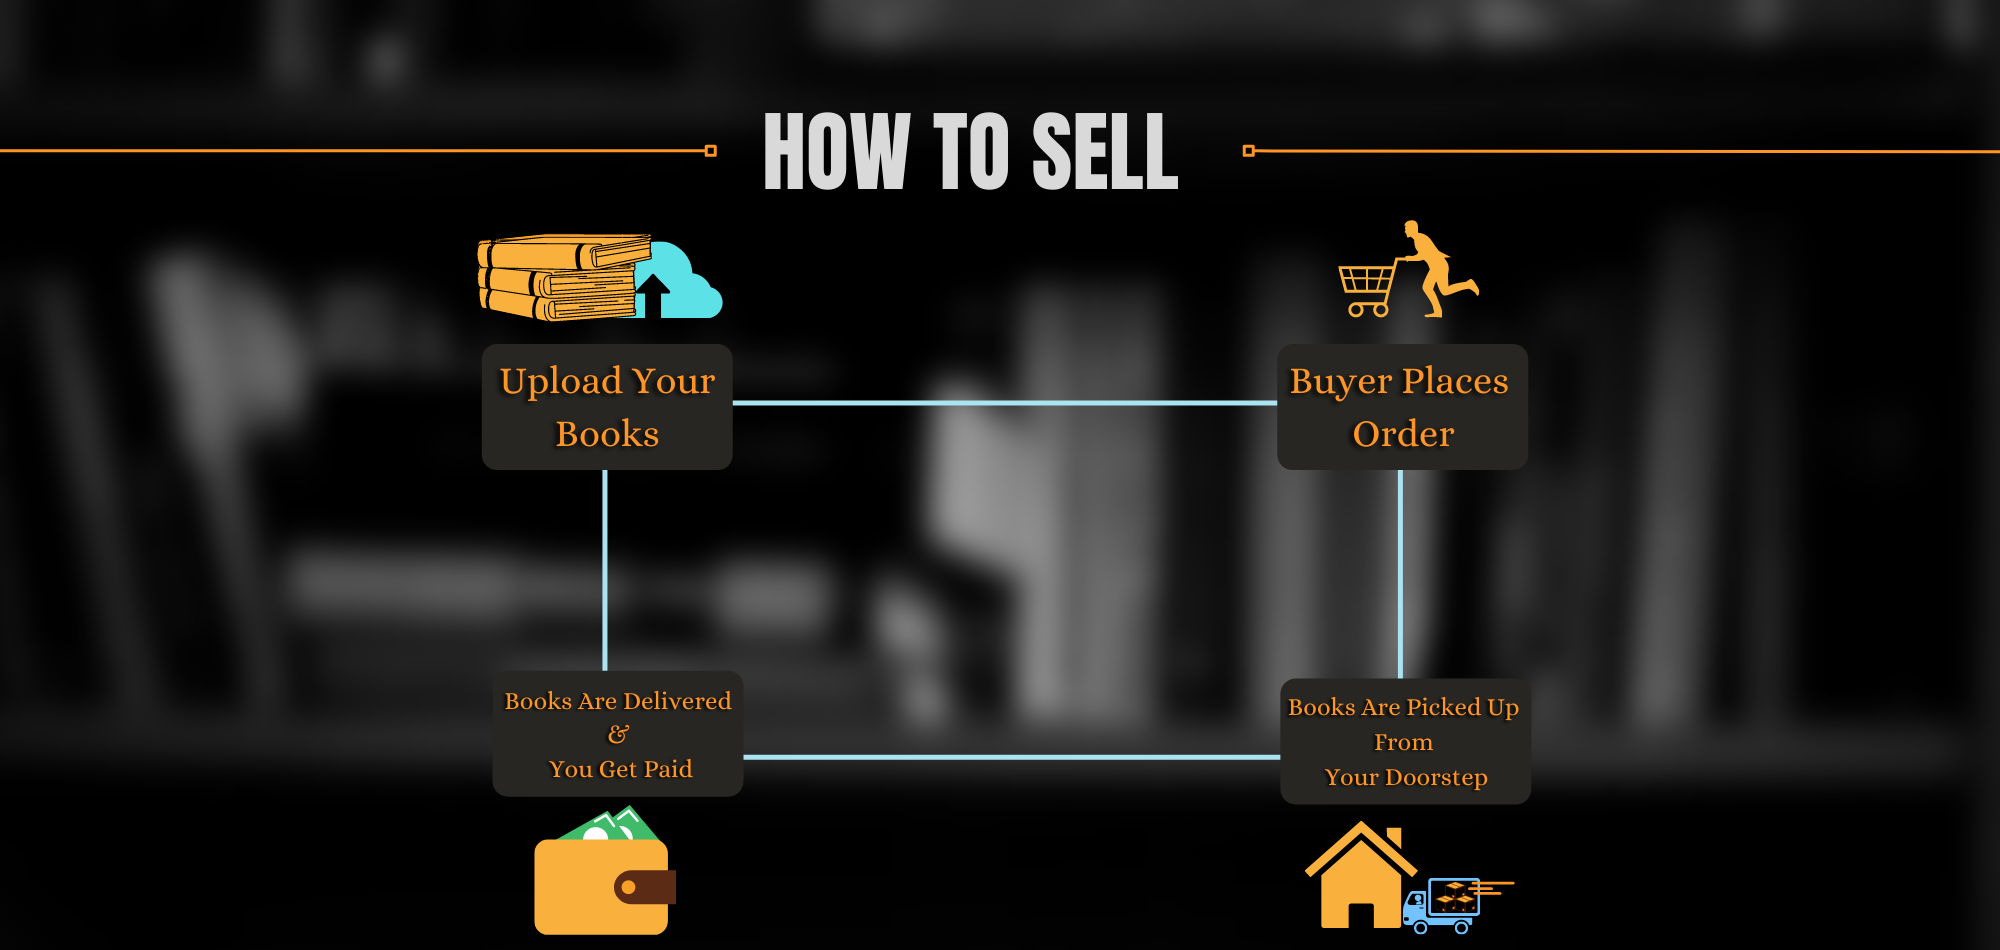 HOW TO SELL
Upload Your
Books
Buyer Places
Order
Books Are Delivered
&
You Get Paid
Books Are Picked Up
From
Your Doorstep